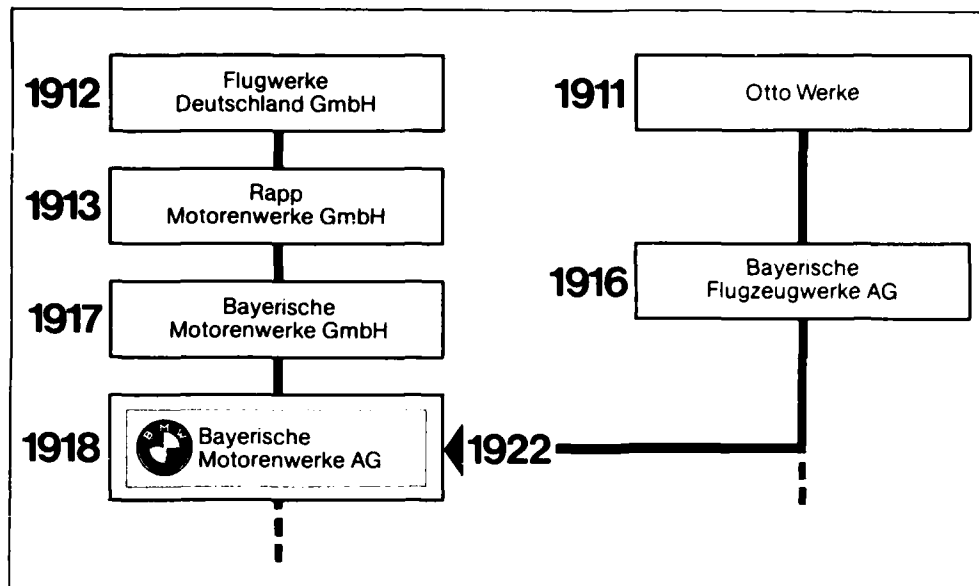 1912
Flugwerke
Deutschland GmbH
1913
Rapp
Motorenwerke GmbH
1917
Bayerische
Motorenwerke GmbH
1918
BMW
Bayerische
Motorenwerke AG
1922
1911
Otto Werke
1916
Bayerische
Flugzeugwerke AG